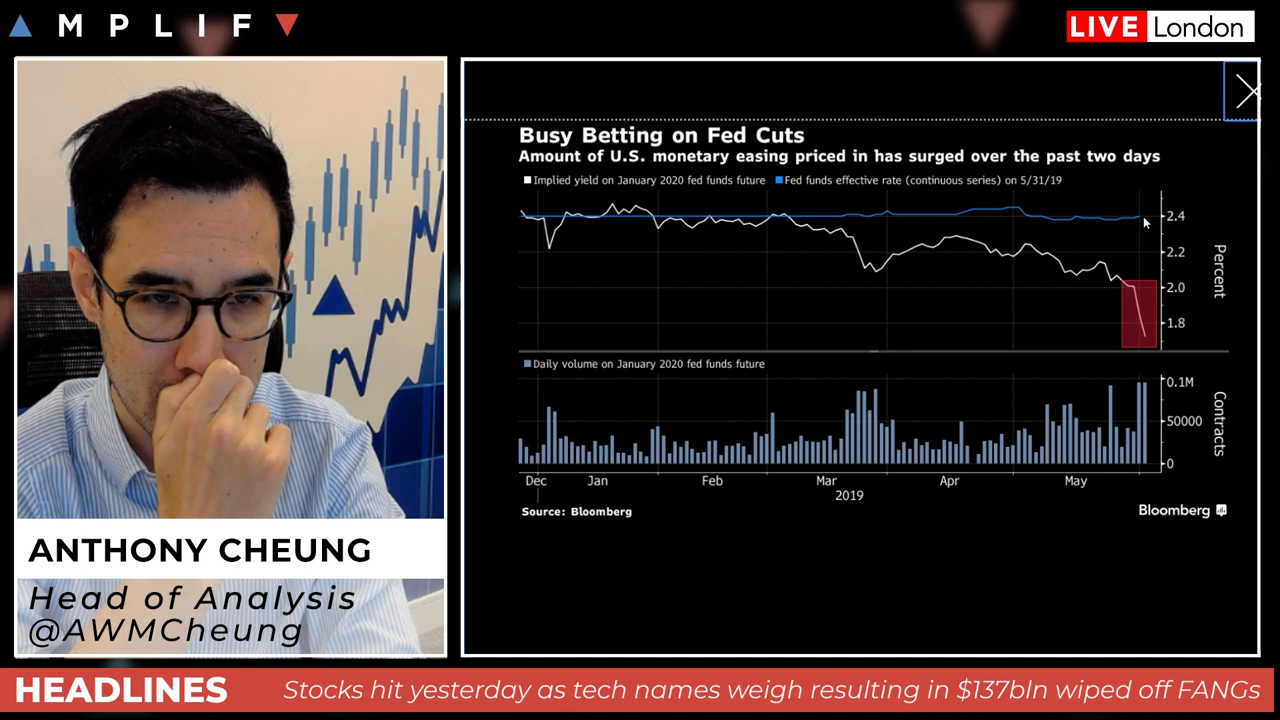 ▲ M P L I F ▼
LIVE London
Busy Betting on Fed Cuts
Amount of U.S. monetary easing priced in has surged over the past two days
Implied yield on January 2020 fed funds future Fed funds effective rate (continuous series) on 5/31/19
2.4
2.2
2.0
1.8
Percent
Daily volume on January 2020 fed funds future
0.1M
50000
0
Contracts
Dec Jan Feb Mar Apr May
2019
Source: Bloomberg
Bloomberg
ANTHONY CHEUNG
Head of Analysis
@AWMCheung
HEADLINES Stocks hit yesterday as tech names weigh resulting in $137bln wiped off FANGs